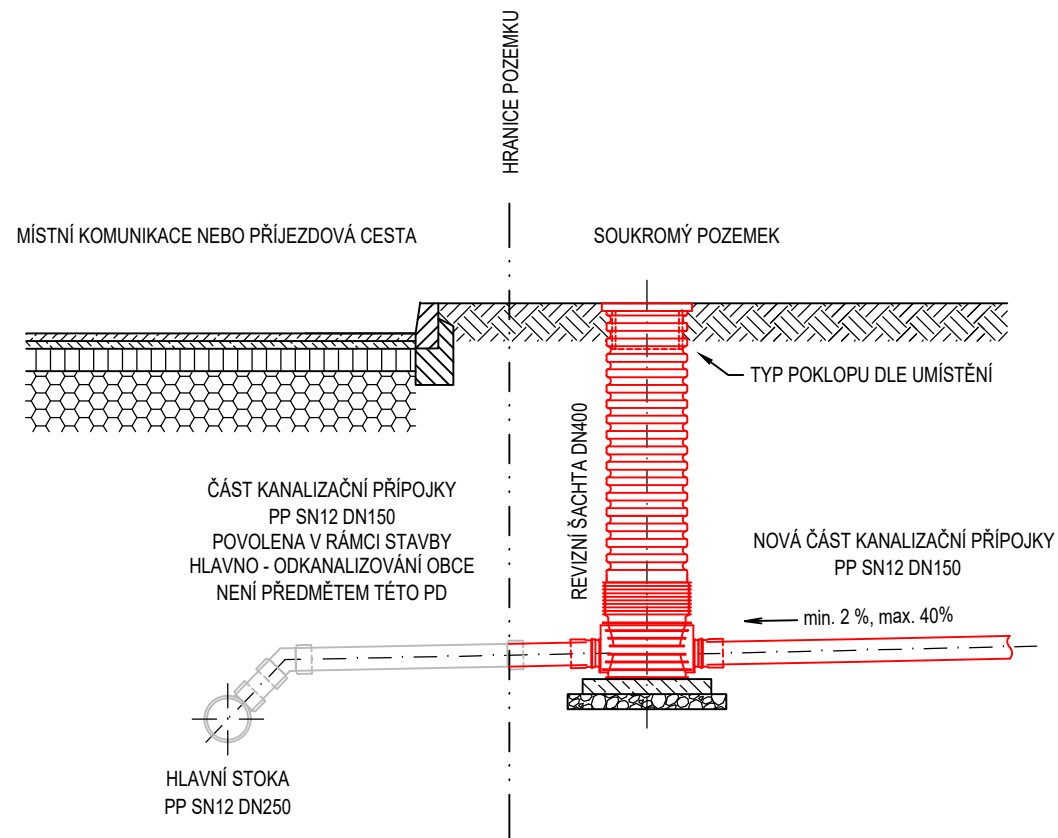 HRANICE POZEMKU
MÍSTNÍ KOMUNIKACE NEBO PŘÍJEZDOVÁ CESTA
SOUKROMÝ POZEMEK
TYP POKLOPU DLE UMÍSTĚNÍ
REVIZNÍ ŠACHTA DN400
ČÁST KANALIZAČNÍ PŘÍPOJKY
PP SN12 DN150
POVOLENA V RÁMCI STAVBY
HLAVNO - ODKANALIZOVÁNÍ OBCE
NENÍ PŘEDMĚTEM TÉTO PD
NOVÁ ČÁST KANALIZAČNÍ PŘÍPOJKY
PP SN12 DN150
min. 2 %, max. 40%
HLAVNÍ STOKA
PP SN12 DN250